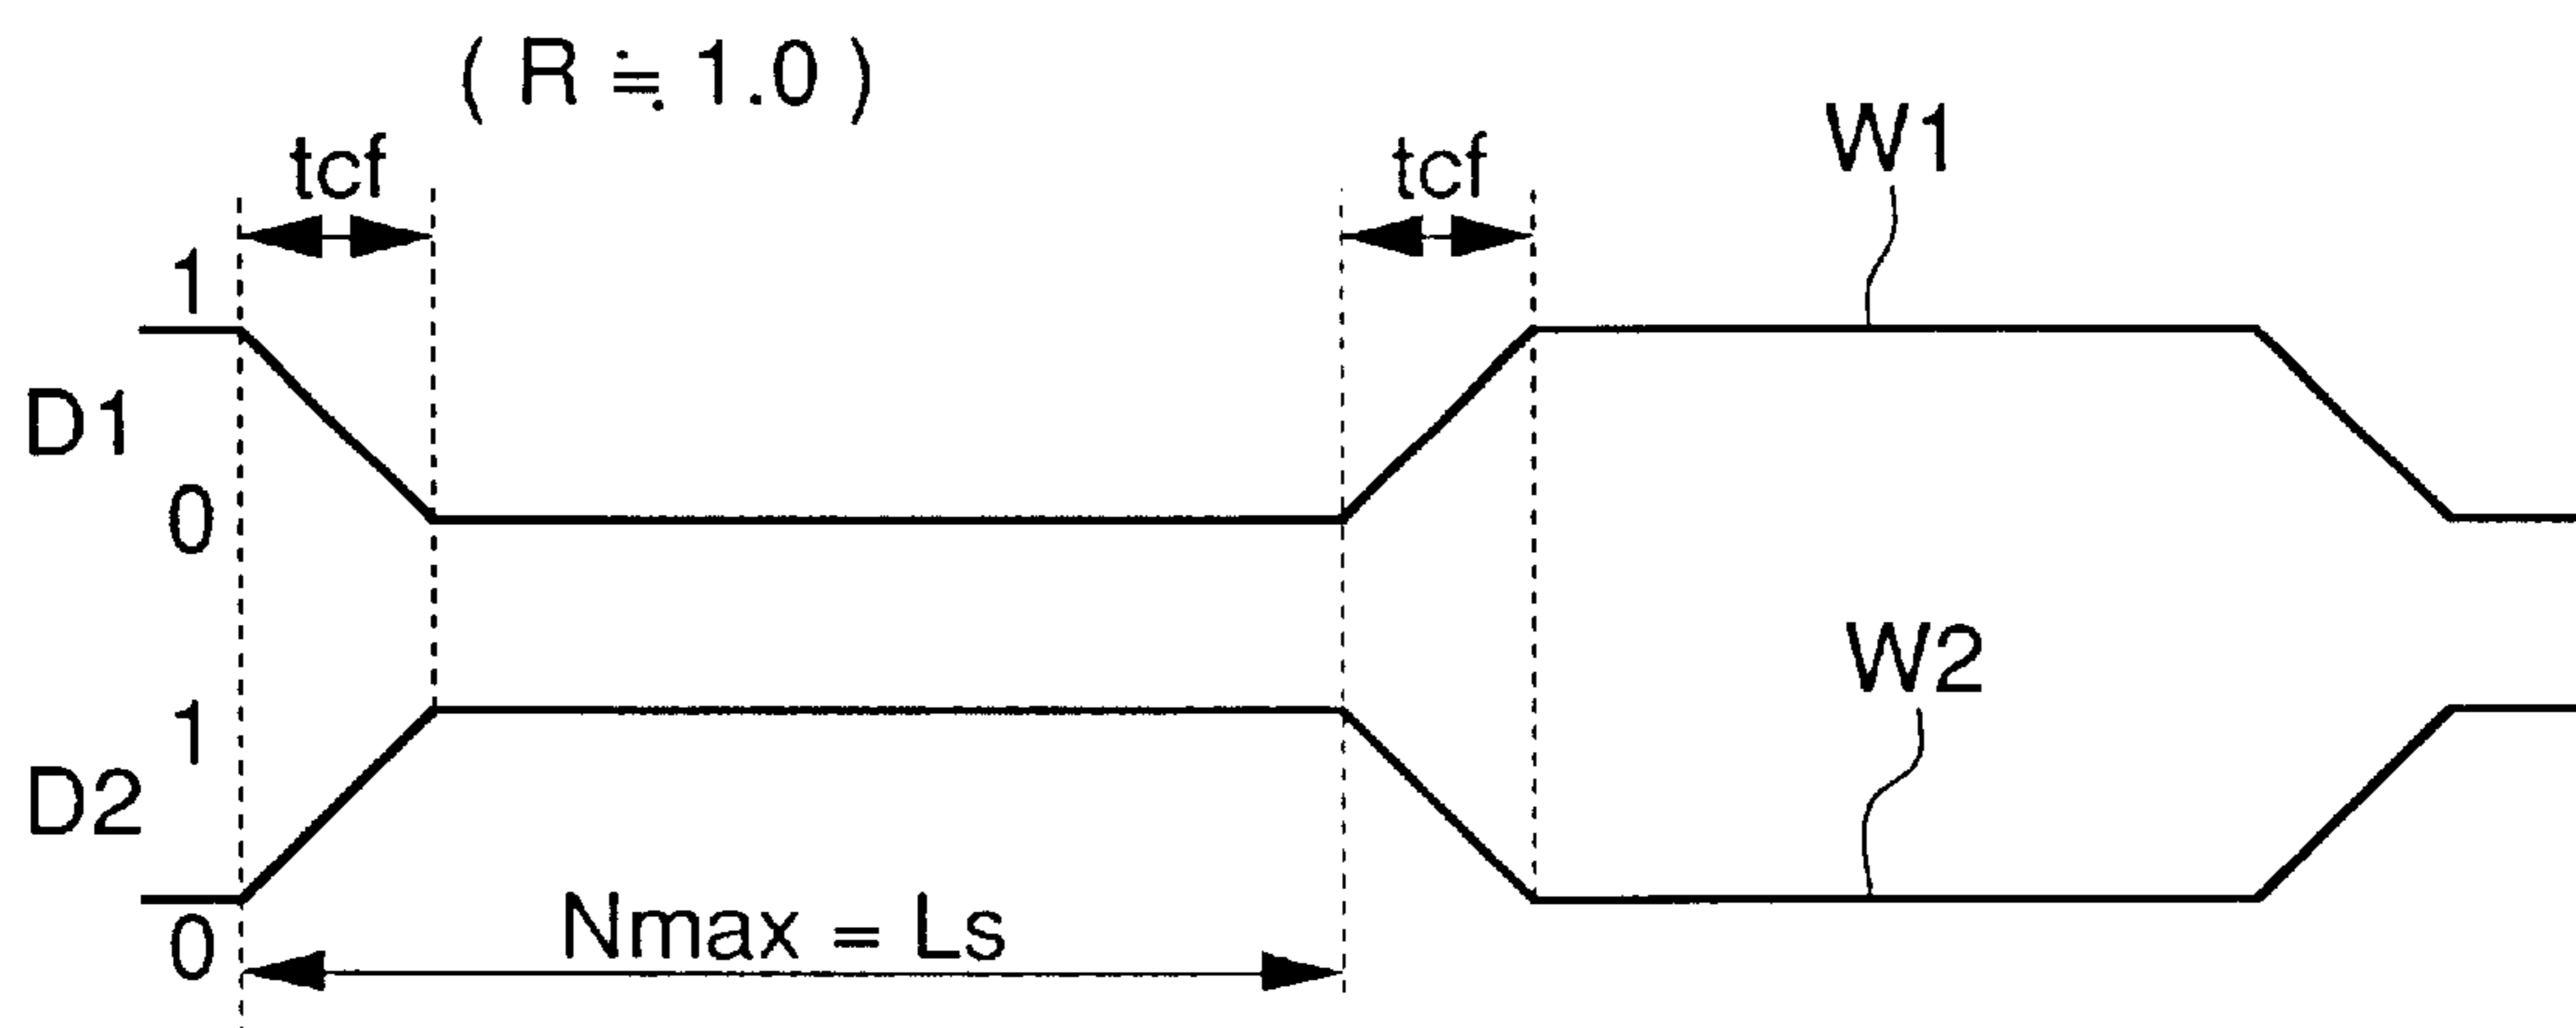 ( R ≒ 1.0 )
tcf
tcf
W1
1
D1
0
W2
1
D2
0
Nmax = Ls